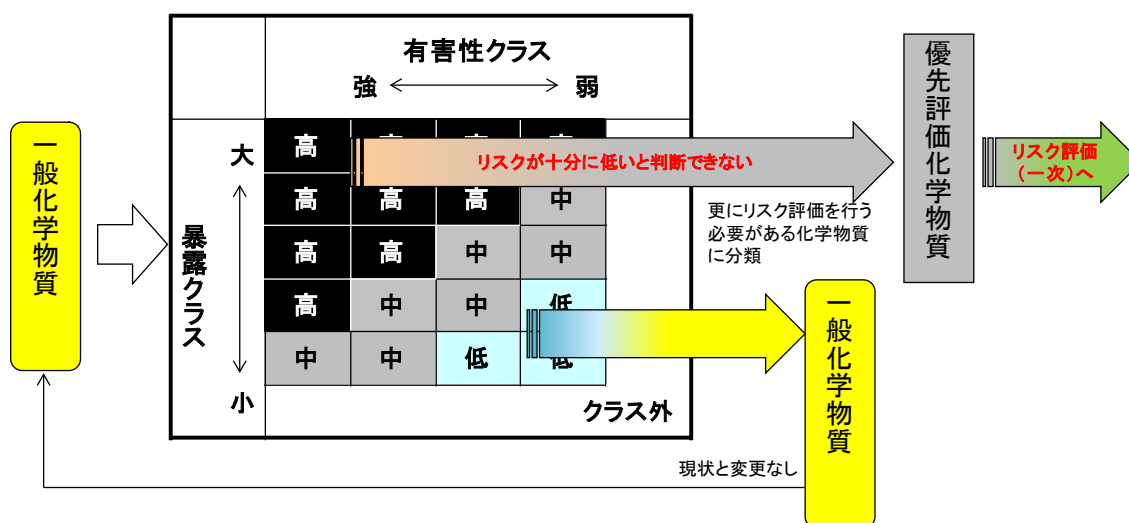 一般化学物質
有害性クラス
強
弱
暴露クラス
大
小
高
リスクが十分に低いと判断できない
高 高 高 中
高 高 中 中
高 中 中 低
中 中 低 低
クラス外
更にリスク評価を行う
必要がある化学物質
に分類
優先評価化学物質
リスク評価
(一次)へ
一般化学物質
現状と変更なし